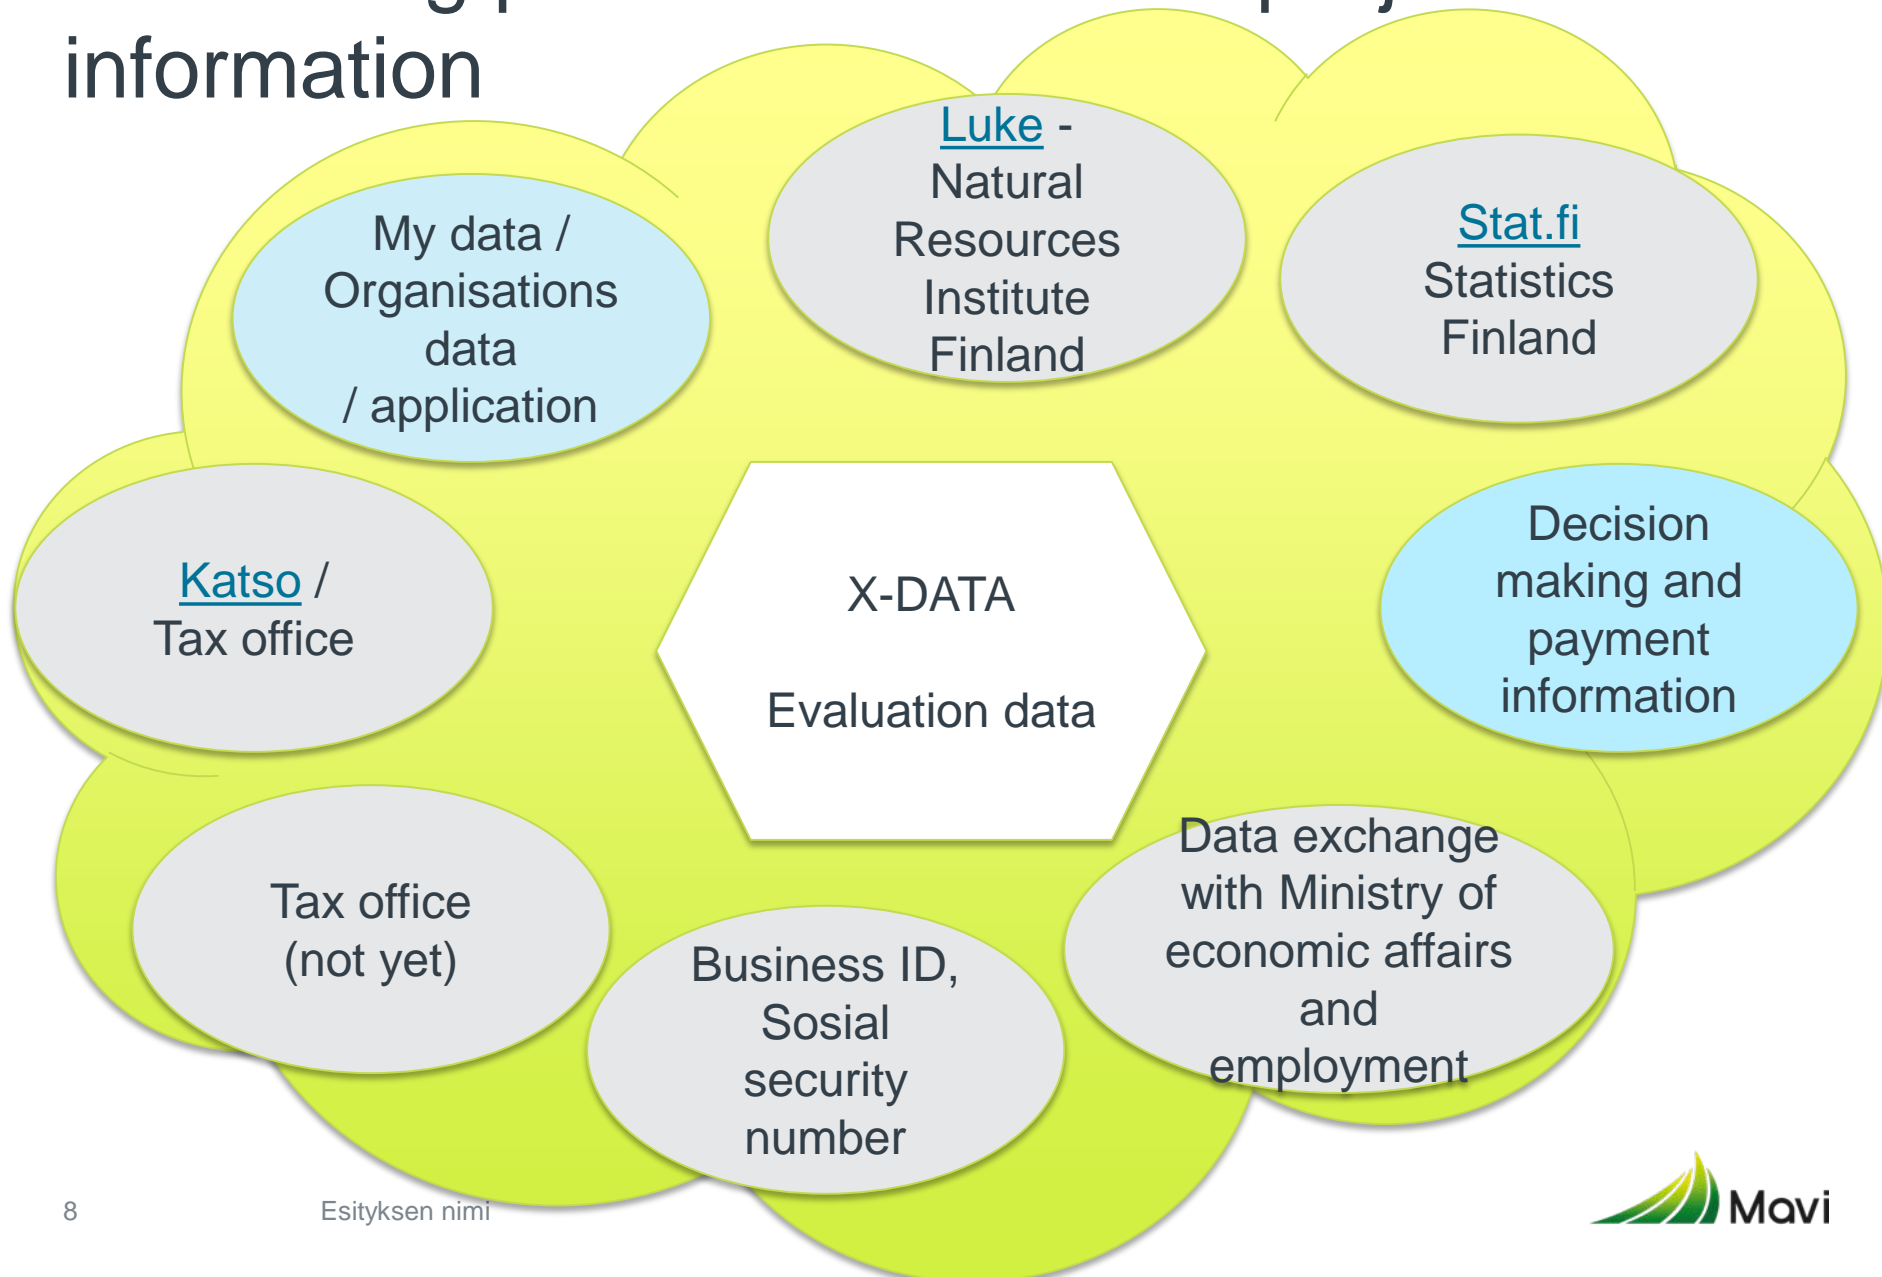 information
Luke -
Natural
Resources
Institute
Finland
My data /
Organisations
data
/ application
Stat.fi
Statistics
Finland
Katso /
Tax office
X-DATA
Evaluation data
Decision
making and
payment
information
Tax office
(not yet)
Business ID,
Sosial
security
number
Data exchange
with Ministry of
economic affairs
and
employment
8
Esityksen nimi
Mavi